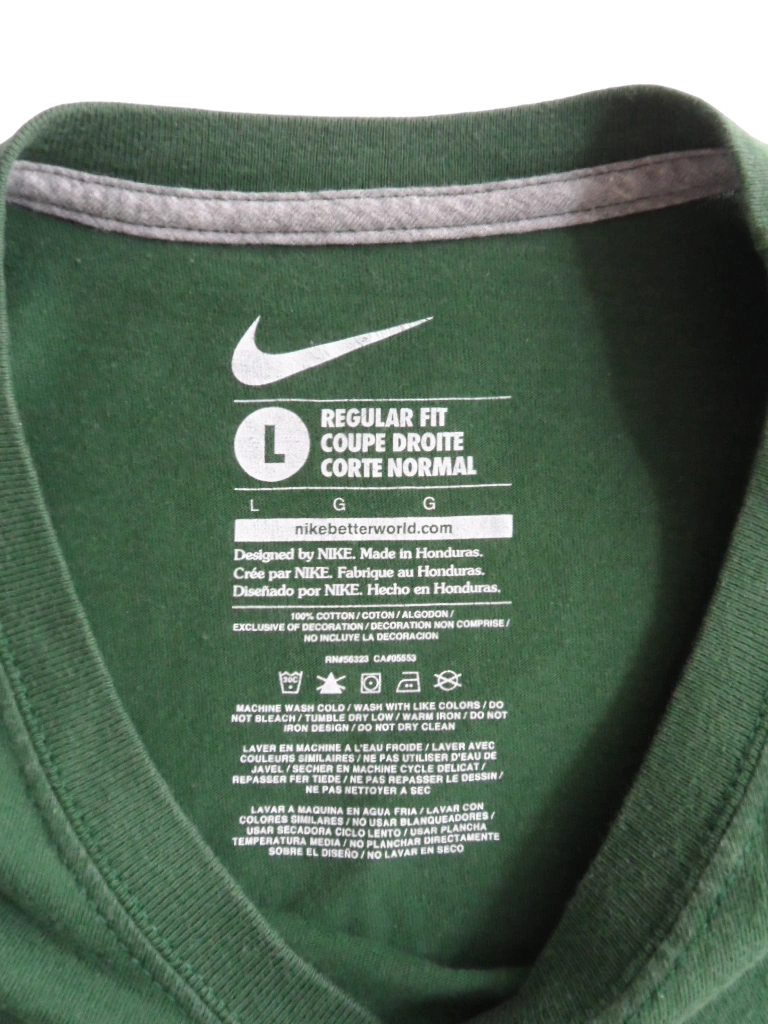 L
REGULAR FIT
COUPE DROITE
CORTE NORMAL
L G G
nikebetterworld.com
Designed by NIKE. Made in Honduras.
Crée par NIKE. Fabrique au Honduras.
Diseñado por NIKE. Hecho en Honduras.
100% COTTON / COTON / ALGODON /
EXCLUSIVE OF DECORATION / DECORATION NON COMPRISE /
NO INCLUYE LA DECORACION
RN#56323 CA#05553
30C
MACHINE WASH COLD / WASH WITH LIKE COLORS / DO
NOT BLEACH / TUMBLE DRY LOW / WARM IRON / DO NOT
IRON DESIGN / DO NOT DRY CLEAN
LAVER EN MACHINE A L'EAU FROIDE / LAVER AVEC
COULEURS SIMILAIRES / NE PAS UTILISER D'EAU DE
JAVEL / SECHER EN MACHINE CYCLE DELICAT /
REPASSER FER TIEDE / NE PAS REPASSER LE DESSIN /
NE PAS NETTOYER A SEC
LAVAR A MAQUINA EN AGUA FRIA / LAVAR CON
COLORES SIMILARES / NO USAR BLANQUEADORES /
USAR SECADORA CICLO LENTO / USAR PLANCHA
TEMPERATURA MEDIA / NO PLANCHAR DIRECTAMENTE
SOBRE EL DISEÑO / NO LAVAR EN SECO